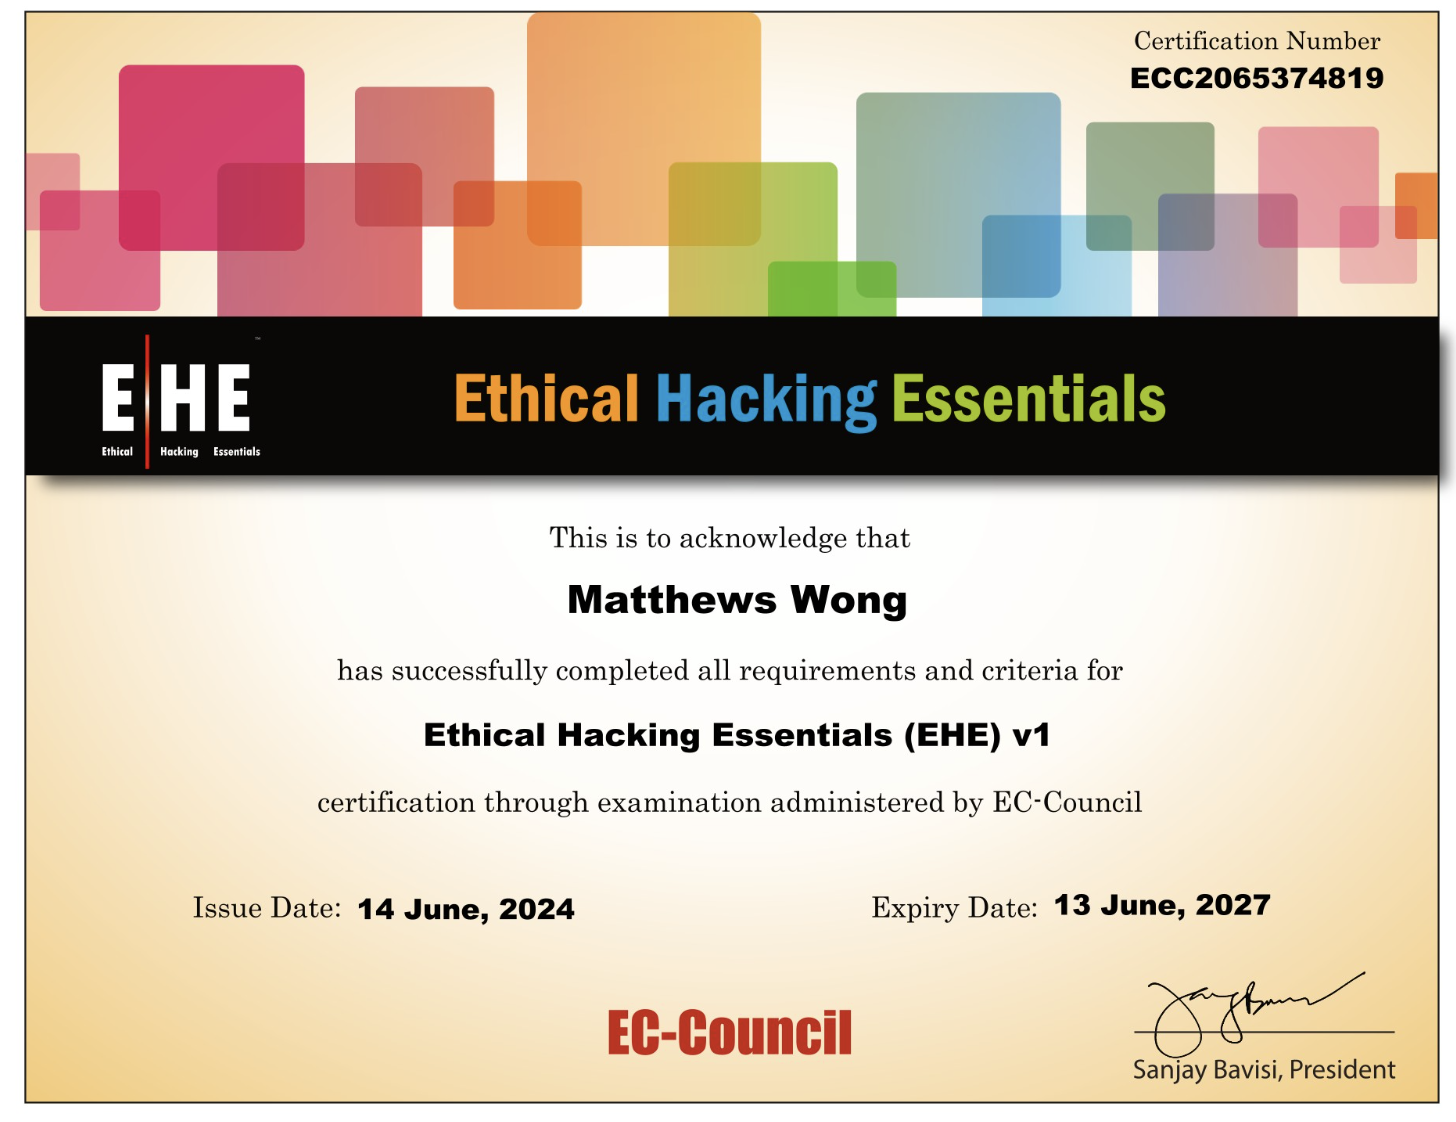 Certification Number
ECC2065374819
EHE™
Ethical Hacking Essentials
Ethical Hacking Essentials
This is to acknowledge that
Matthews Wong
has successfully completed all requirements and criteria for
Ethical Hacking Essentials (EHE) v1
certification through examination administered by EC-Council
Issue Date: 14 June, 2024
Expiry Date: 13 June, 2027
EC-Council
Sanjay Bavisi, President